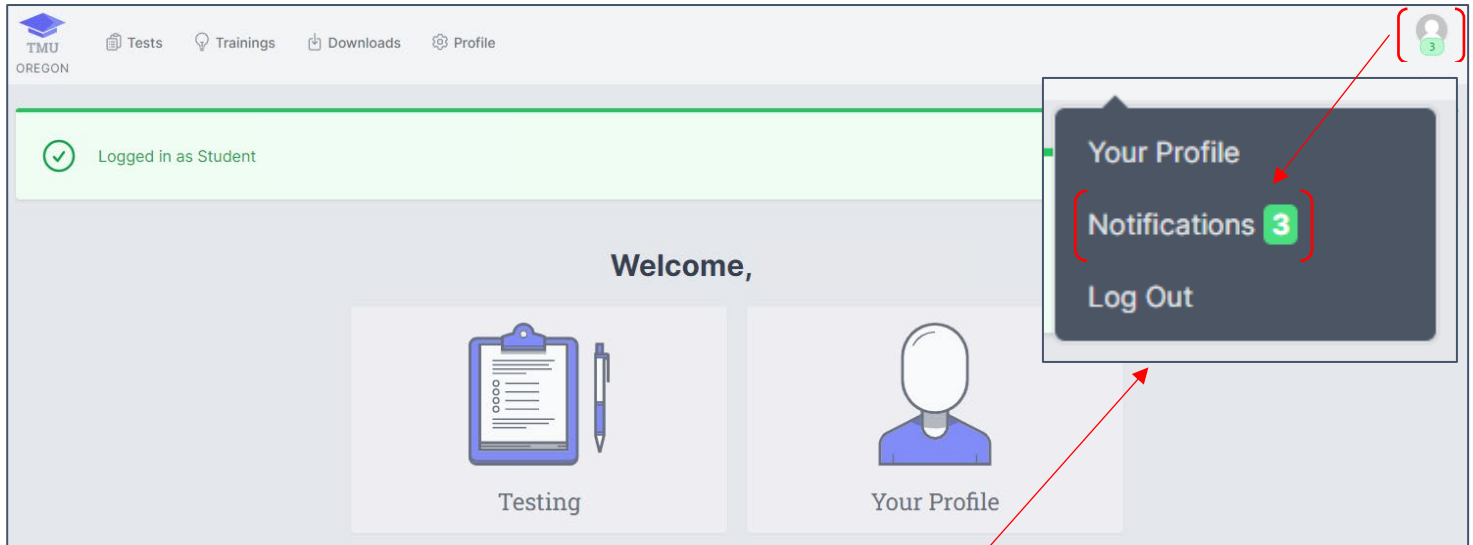 TMU
OREGON
Tests
Trainings
Downloads
Profile
3
Logged in as Student
Your Profile
Notifications 3
Log Out
Welcome,
Testing
Your Profile